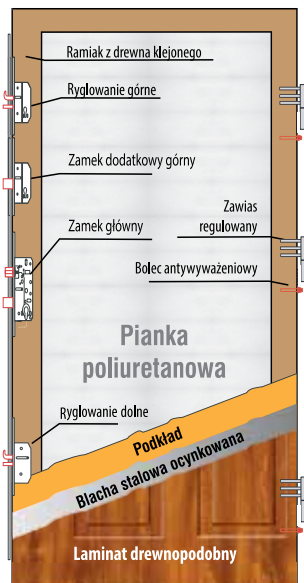 Ramiak z drewna klejonego
Ryglowanie górne
Zamek dodatkowy górny
Zamek główny
Zawias
regulowany
Bolec antywyważeniowy
Pianka
poliuretanowa
Ryglowanie dolne
Podkład
Blacha stalowa ocynkowana
Laminat drewnopodobny